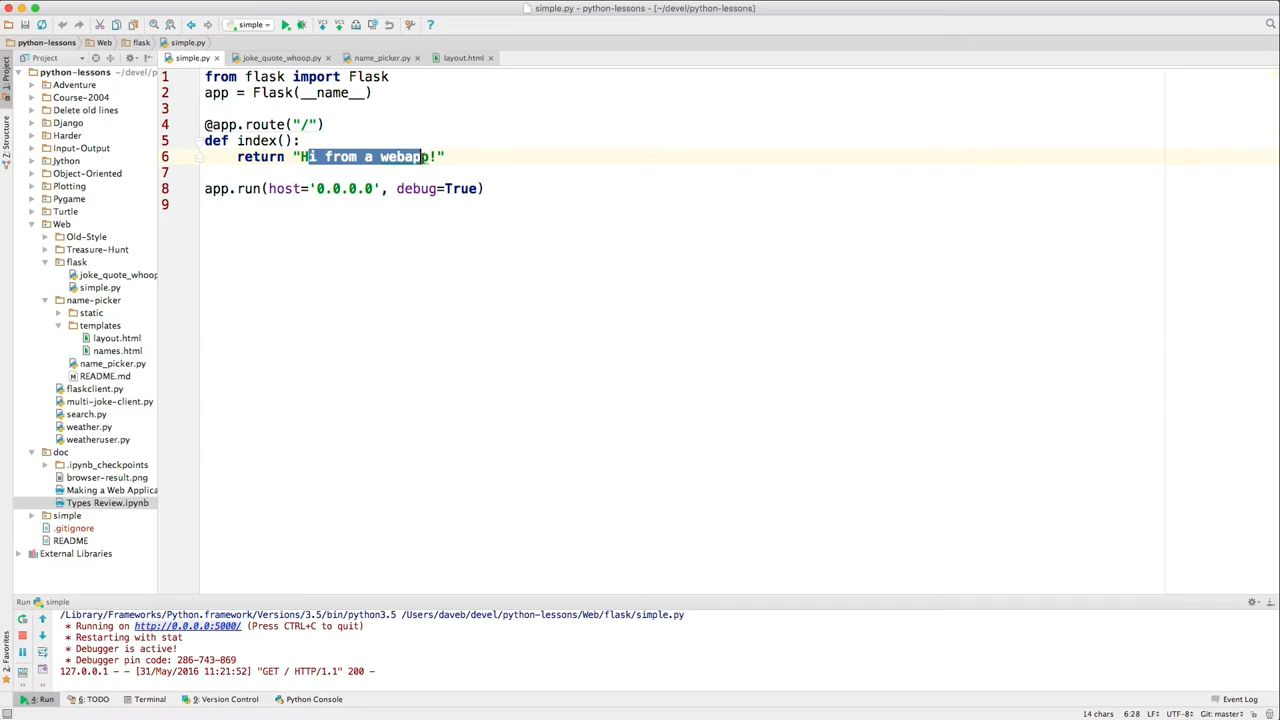 simple.py - python-lessons - [~/devel/python-lessons]
simple
python-lessons Web flask simple.py
Project
simple.py joke_quote_whoop.py name_picker.py layout.html
1: Project
Z: Structure
2: Favorites
python-lessons ~/devel/p
Adventure
Course-2004
Delete old lines
Django
Harder
Input-Output
Jython
Object-Oriented
Plotting
Pygame
Turtle
Web
Old-Style
Treasure-Hunt
flask
joke_quote_whoop
simple.py
name-picker
static
templates
layout.html
names.html
name_picker.py
README.md
flaskclient.py
multi-joke-client.py
search.py
weather.py
weatheruser.py
doc
.ipynb_checkpoints
browser-result.png
Making a Web Applica
Types Review.ipynb
simple
.gitignore
README
External Libraries
1 from flask import Flask
2 app = Flask(__name__)
3
4 @app.route("/")
5 def index():
6 return "Hi from a webapp!"
7
8 app.run(host='0.0.0.0', debug=True)
9
Run simple
/Library/Frameworks/Python.framework/Versions/3.5/bin/python3.5 /Users/daveb/devel/python-lessons/Web/flask/simple.py
* Running on http://0.0.0.0:5000/ (Press CTRL+C to quit)
* Restarting with stat
* Debugger is active!
* Debugger pin code: 286-743-869
127.0.0.1 - - [31/May/2016 11:21:52] "GET / HTTP/1.1" 200 -
4: Run 6: TODO Terminal 9: Version Control Python Console Event Log
14 chars 6:28 LF÷ UTF-8÷ Git: master÷